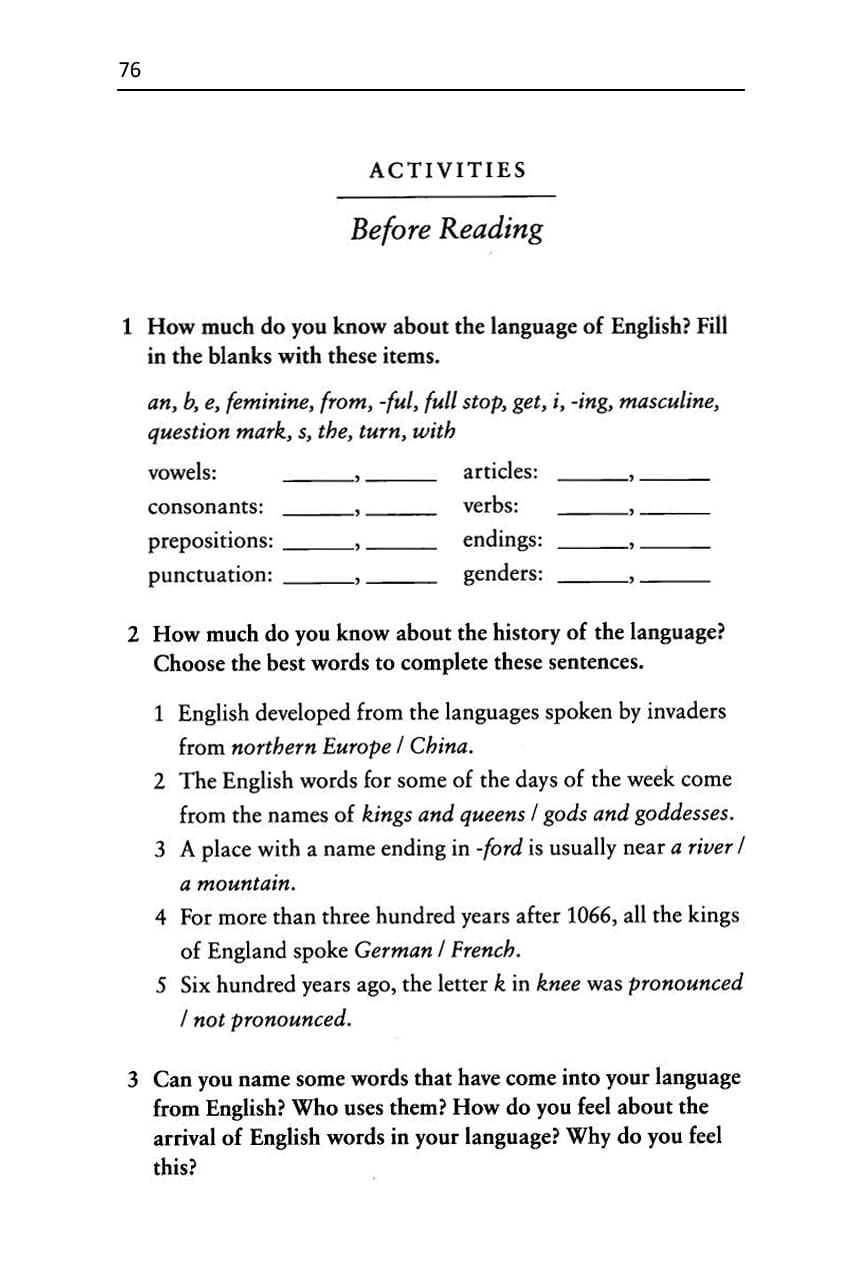 76
ACTIVITIES
Before Reading
1 How much do you know about the language of English? Fill
in the blanks with these items.
an, b, e, feminine, from, -ful, full stop, get, i, -ing, masculine,
question mark, s, the, turn, with
vowels: ______, ______ articles: ______, ______
consonants: ______, ______ verbs: ______, ______
prepositions: ______, ______ endings: ______, ______
punctuation: ______, ______ genders: ______, ______
2 How much do you know about the history of the language?
Choose the best words to complete these sentences.
1 English developed from the languages spoken by invaders
from northern Europe / China.
2 The English words for some of the days of the week come
from the names of kings and queens / gods and goddesses.
3 A place with a name ending in -ford is usually near a river /
a mountain.
4 For more than three hundred years after 1066, all the kings
of England spoke German / French.
5 Six hundred years ago, the letter k in knee was pronounced
/ not pronounced.
3 Can you name some words that have come into your language
from English? Who uses them? How do you feel about the
arrival of English words in your language? Why do you feel
this?